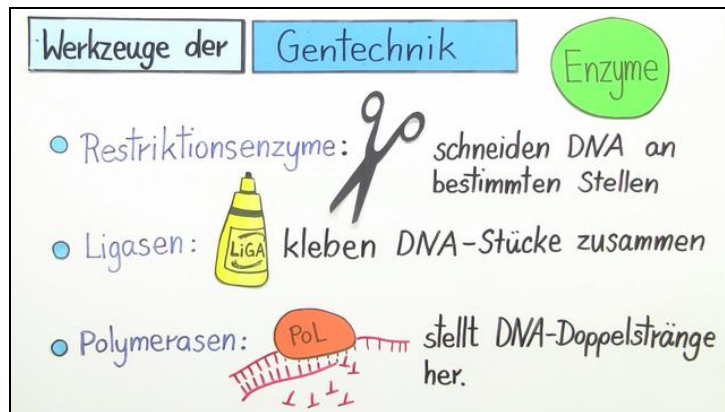 Werkzeuge der Gentechnik
Enzyme
Restriktionsenzyme: schneiden DNA an
bestimmten Stellen
Ligasen: LiGA kleben DNA-Stücke zusammen
Polymerasen: PoL stellt DNA-Doppelstränge
her.